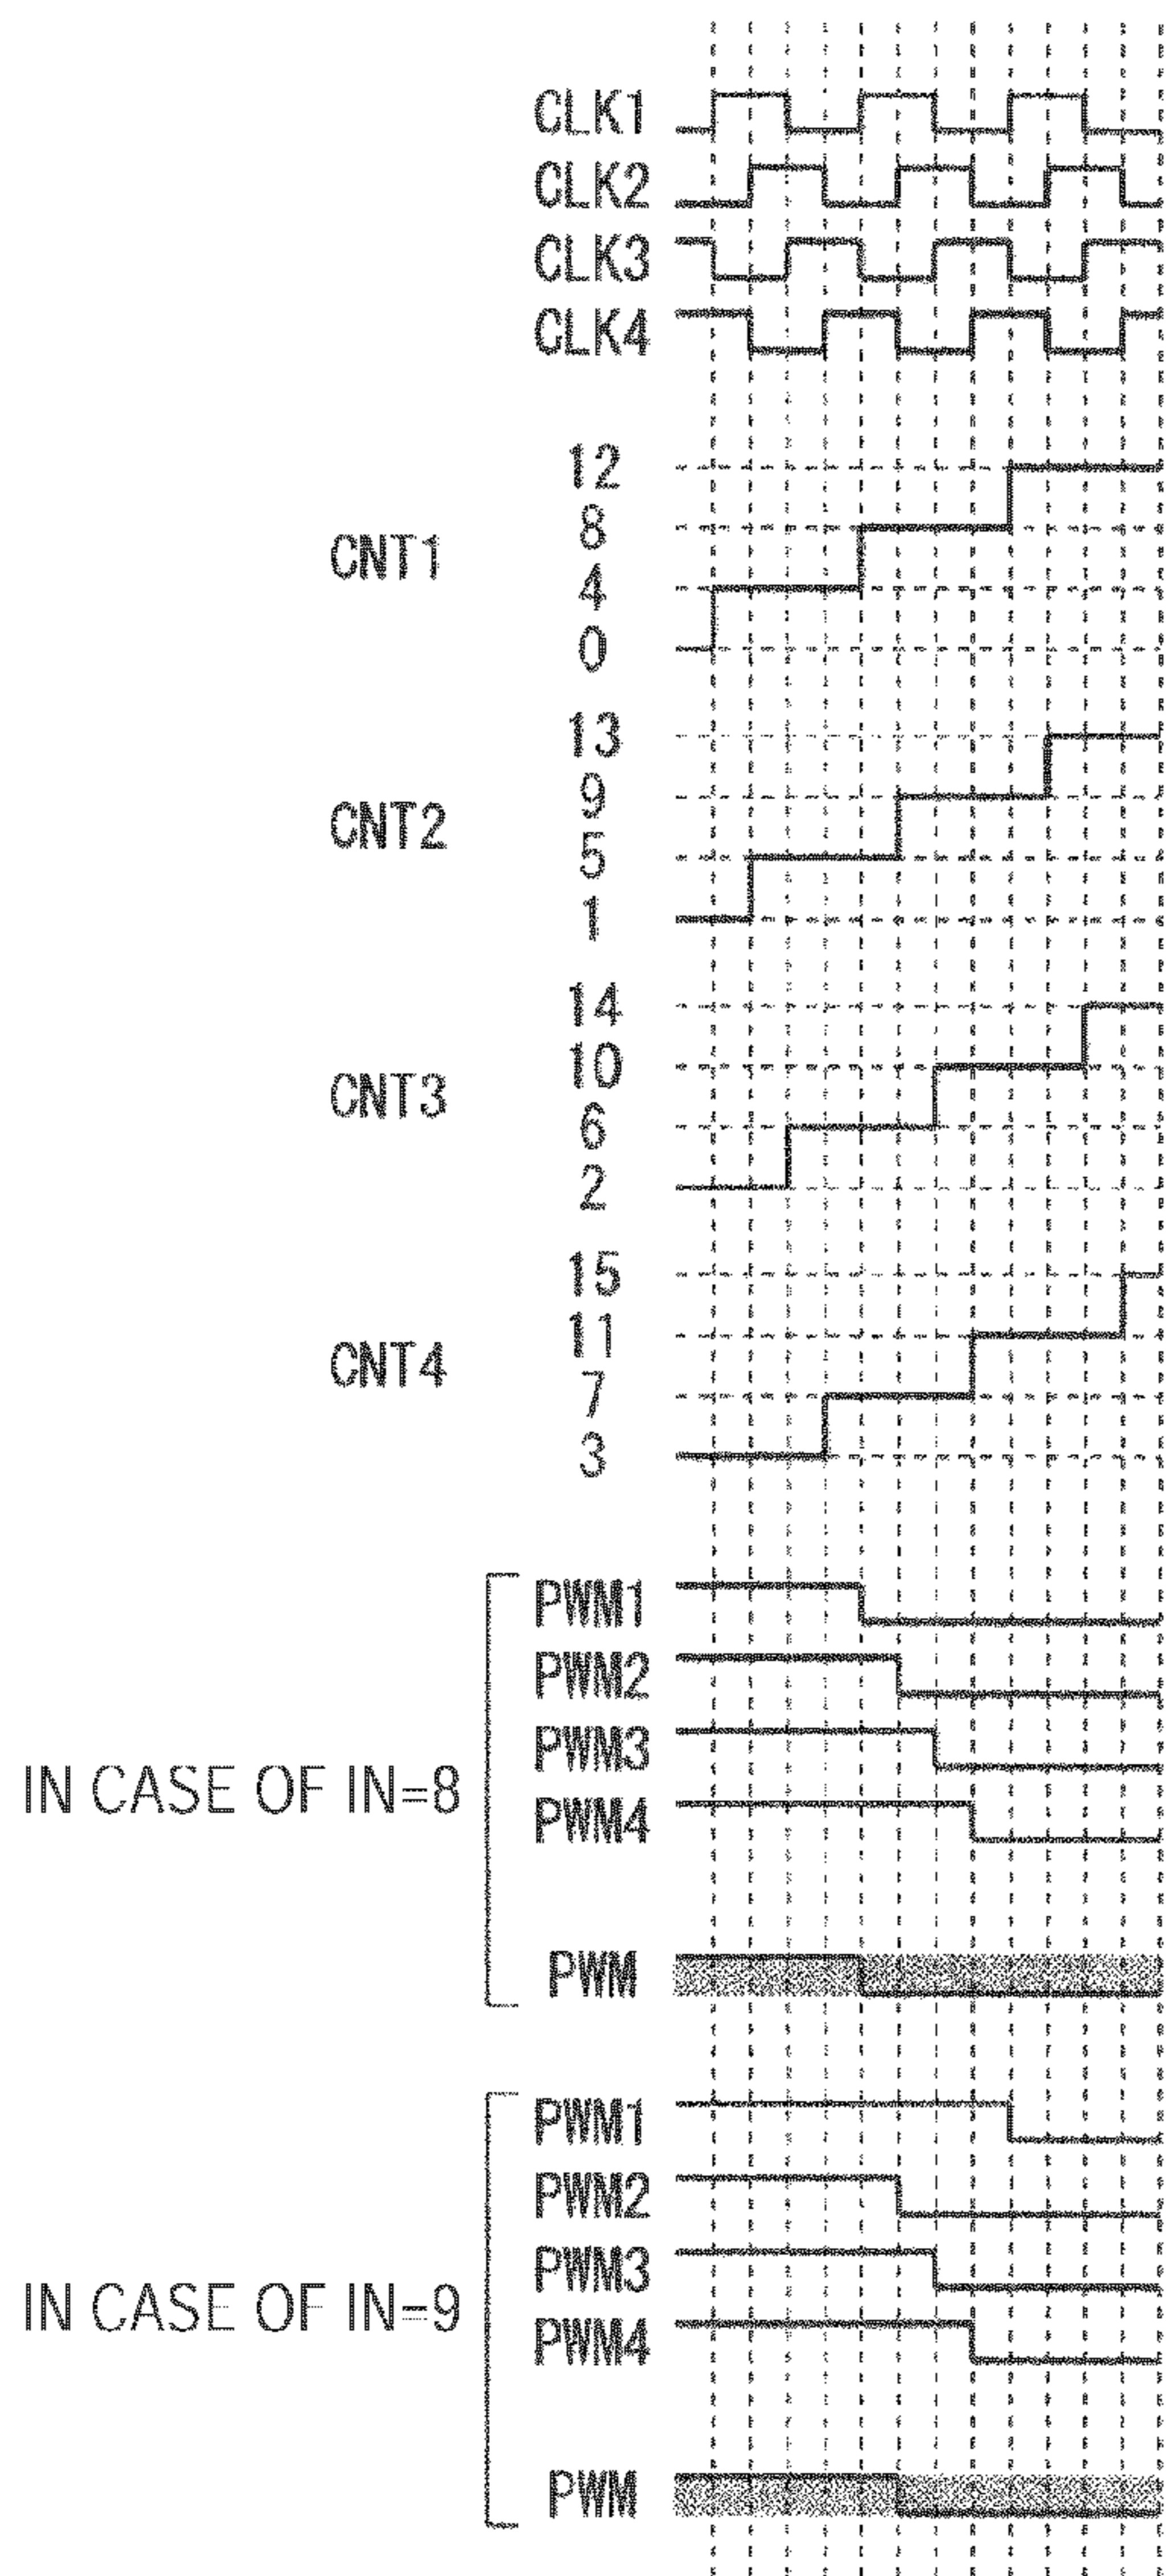 CLK1
CLK2
CLK3
CLK4
12
8
CNT1
4
0
13
9
CNT2
5
1
14
10
CNT3
6
2
15
11
CNT4
7
3
PWM1
PWM2
PWM3
IN CASE OF IN=8
PWM4
PWM
PWM1
PWM2
PWM3
IN CASE OF IN=9
PWM4
PWM